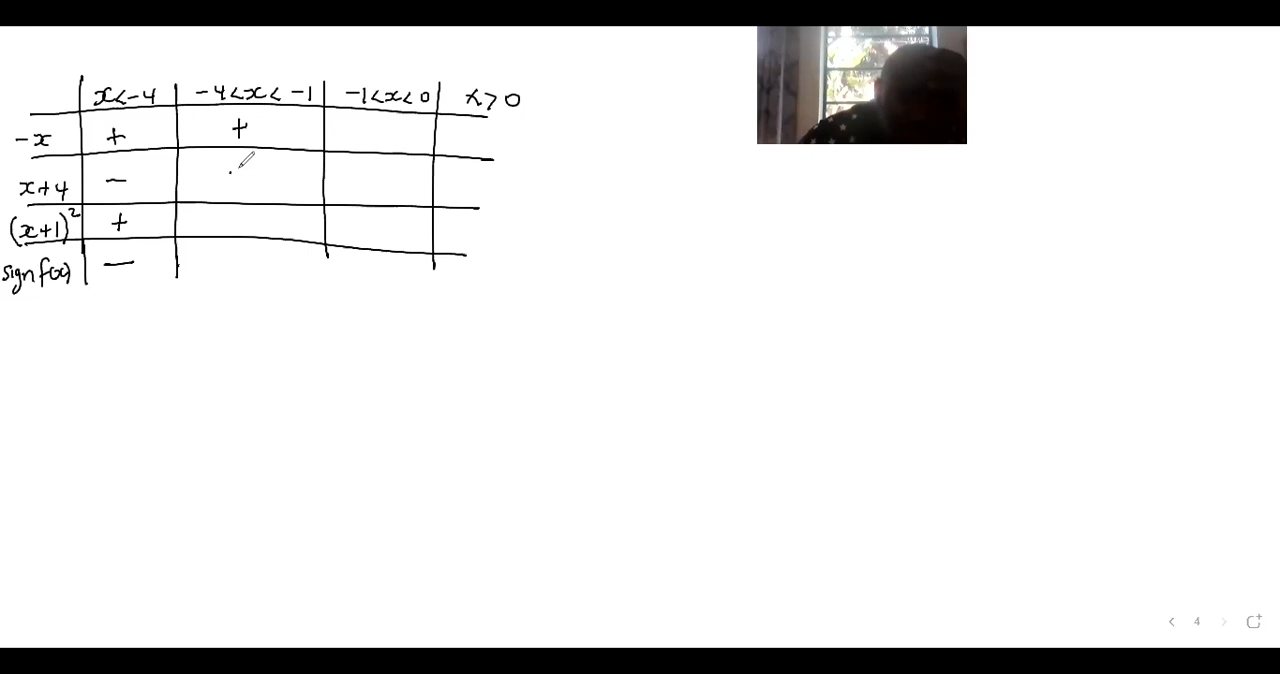 x<-4 -4<x<-1 -1<x<0 x>0
-x + +
x+4 -
(x+1)² +
sign f(x) -
< 4 >